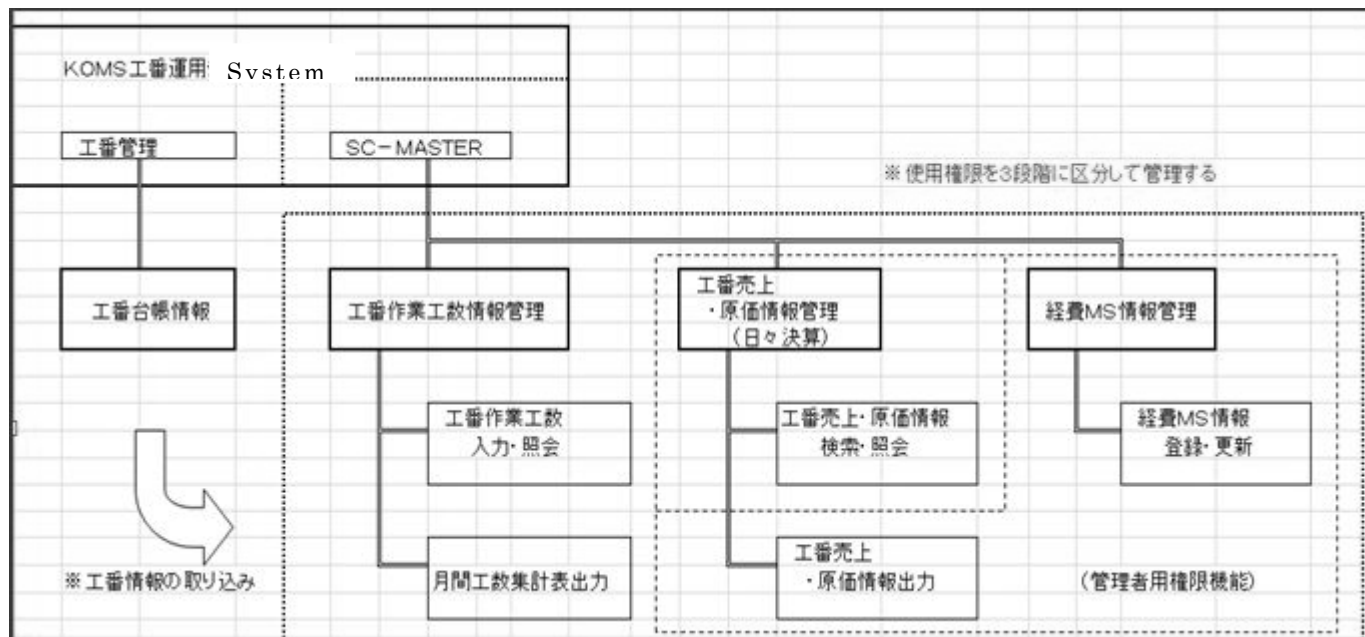 KOMS工番運用 System
工番管理
SC-MASTER
※使用権限を3段階に区分して管理する
工番台帳情報
工番作業工数情報管理
工番売上
・原価情報管理
(日々決算)
経費MS情報管理
工番作業工数
入力・照会
工番売上・原価情報
検索・照会
経費MS情報
登録・更新
※工番情報の取り込み
月間工数集計表出力
工番売上
・原価情報出力
(管理者用権限機能)